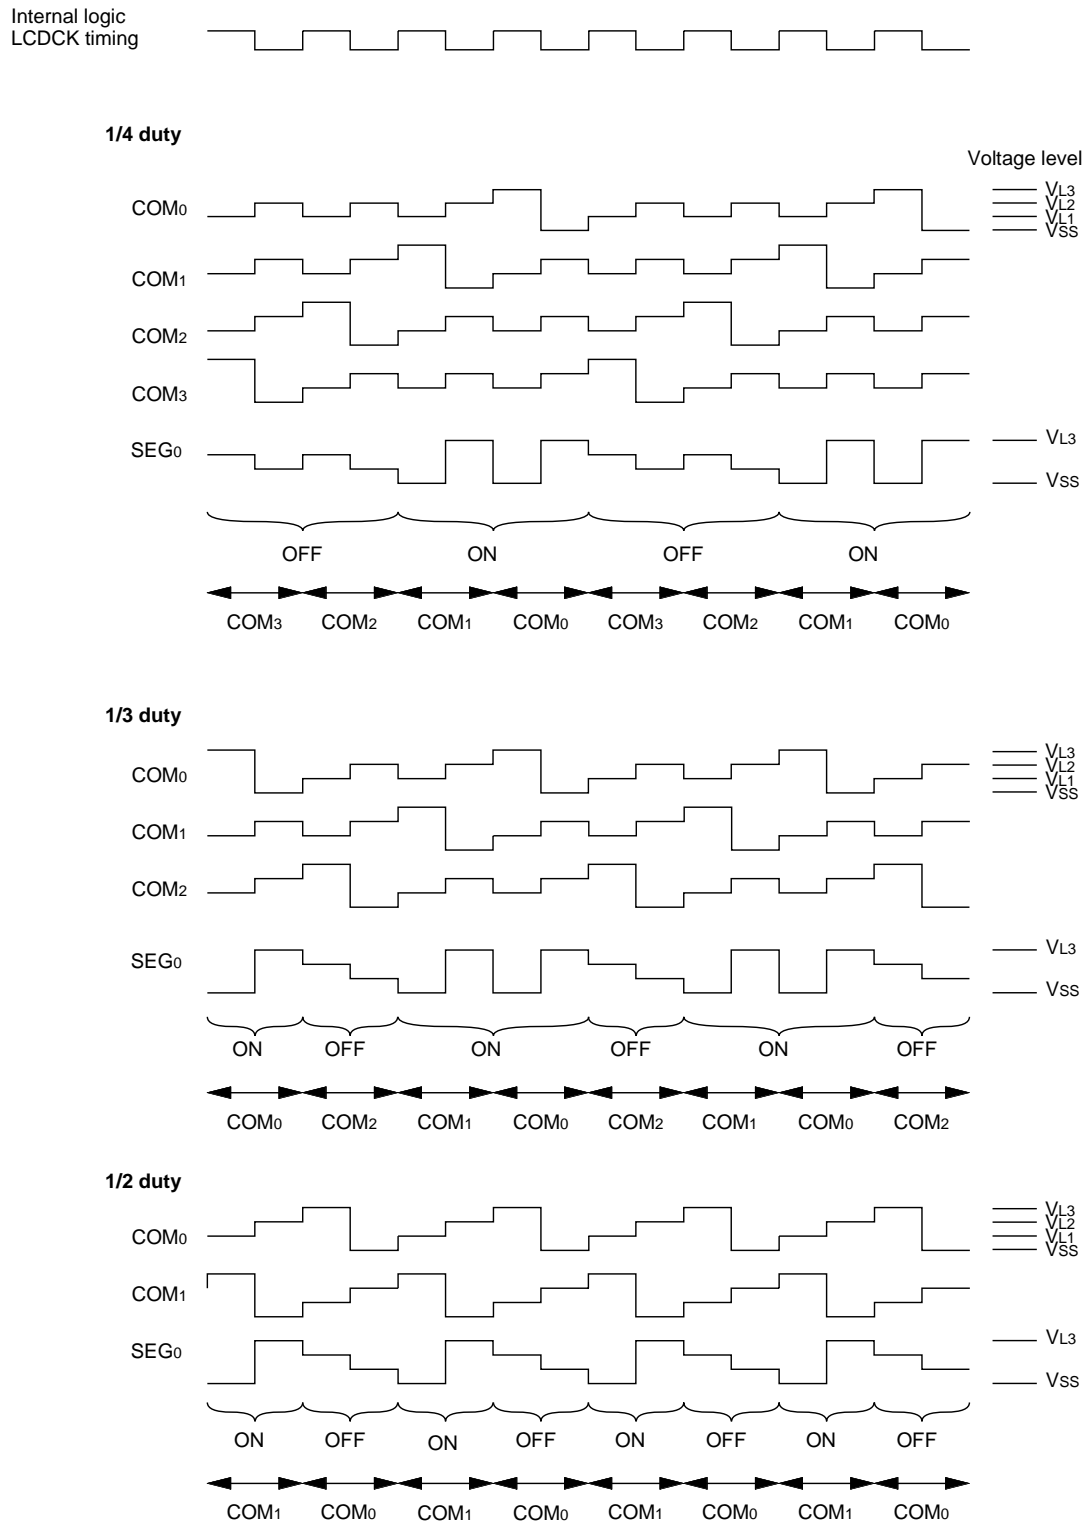 Internal logic
LCDCK timing
1/4 duty
Voltage level
COM0
VL3
VL2
VL1
VSS
COM1
COM2
COM3
SEG0
VL3
VSS
OFF ON OFF ON
COM3 COM2 COM1 COM0 COM3 COM2 COM1 COM0
1/3 duty
COM0
VL3
VL2
VL1
VSS
COM1
COM2
SEG0
VL3
VSS
ON OFF ON OFF ON OFF
COM0 COM2 COM1 COM0 COM2 COM1 COM0 COM2
1/2 duty
COM0
VL3
VL2
VL1
VSS
COM1
SEG0
VL3
VSS
ON OFF ON OFF ON OFF ON OFF
COM1 COM0 COM1 COM0 COM1 COM0 COM1 COM0